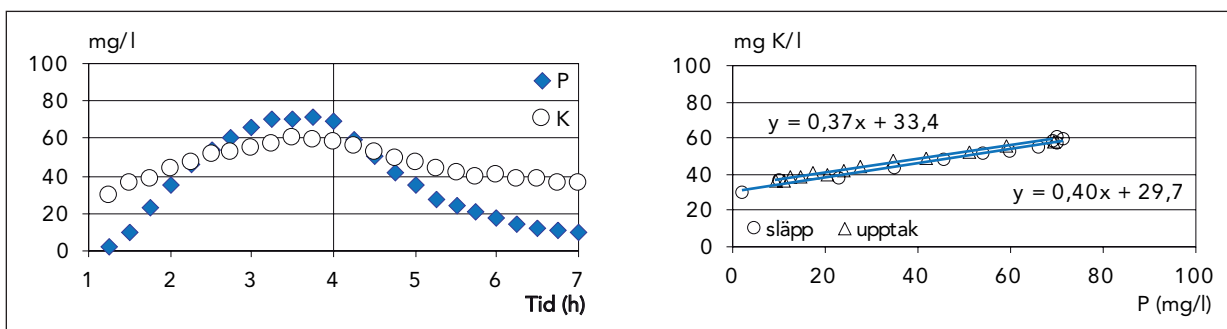 mg/l
100
80
60
40
20
0
P
K
1 2 3 4 5 6 7
Tid (h)
mg K/l
100
80
60
40
20
0
y = 0,37x + 33,4
y = 0,40x + 29,7
släpp upptak
0 20 40 60 80 100
P (mg/l)